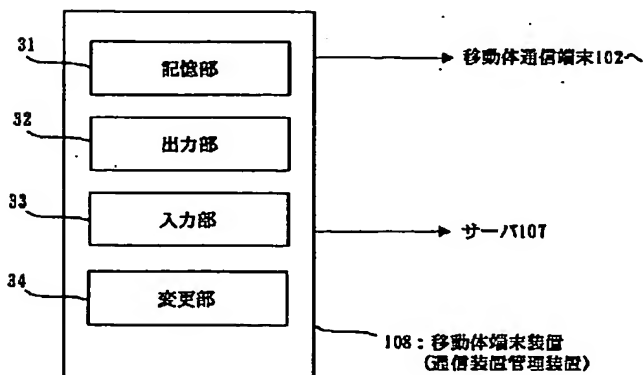 31
記憶部
移動体通信端末102へ
32
出力部
33
入力部
サーバ107
34
変更部
108:移動体端末装置
(通信装置管理装置)